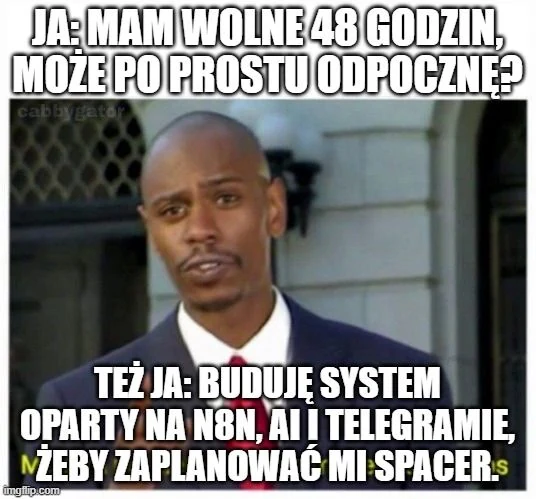 JA: MAM WOLNE 48 GODZIN,
MOŻE PO PROSTU ODPOCZNĘ?
cabbygator
TEŻ JA: BUDUJĘ SYSTEM
OPARTY NA N8N, AI I TELEGRAMIE,
ŻEBY ZAPLANOWAĆ MI SPACER.
imgflip.com